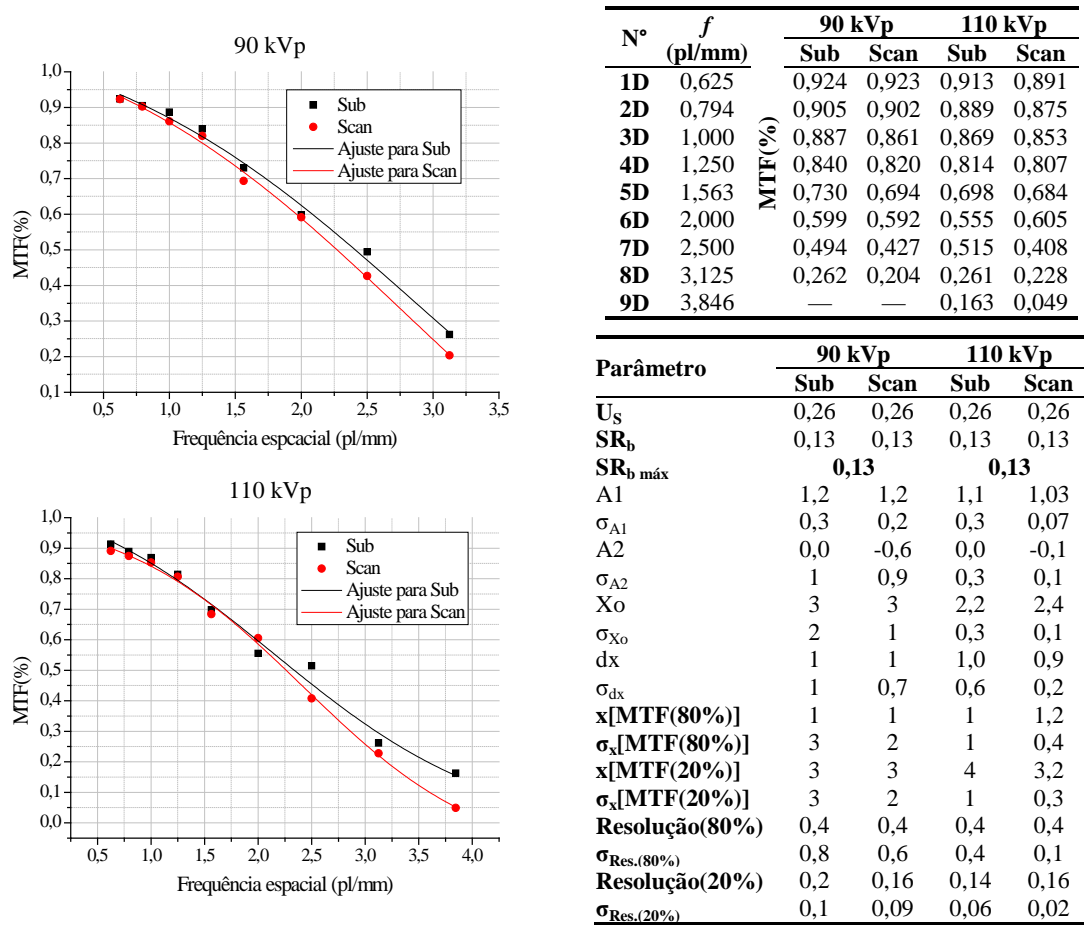 90 kVp
1,0
0,9
0,8
0,7
0,6
0,5
0,4
0,3
0,2
0,1
MTF(%)
Sub
Scan
Ajuste para Sub
Ajuste para Scan
0,5 1,0 1,5 2,0 2,5 3,0 3,5
Frequência espcacial (pl/mm)
110 kVp
1,0
0,9
0,8
0,7
0,6
0,5
0,4
0,3
0,2
0,1
0,0
MTF(%)
Sub
Scan
Ajuste para Sub
Ajuste para Scan
0,5 1,0 1,5 2,0 2,5 3,0 3,5 4,0
Frequência espacial (pl/mm)
N° f (pl/mm) 90 kVp 110 kVp
Sub Scan Sub Scan
MTF(%)
1D 0,625 0,924 0,923 0,913 0,891
2D 0,794 0,905 0,902 0,889 0,875
3D 1,000 0,887 0,861 0,869 0,853
4D 1,250 0,840 0,820 0,814 0,807
5D 1,563 0,730 0,694 0,698 0,684
6D 2,000 0,599 0,592 0,555 0,605
7D 2,500 0,494 0,427 0,515 0,408
8D 3,125 0,262 0,204 0,261 0,228
9D 3,846 — — 0,163 0,049
Parâmetro 90 kVp 110 kVp
Sub Scan Sub Scan
U_S 0,26 0,26 0,26 0,26
SR_b 0,13 0,13 0,13 0,13
SR_b máx 0,13 0,13
A1 1,2 1,2 1,1 1,03
σ_A1 0,3 0,2 0,3 0,07
A2 0,0 -0,6 0,0 -0,1
σ_A2 1 0,9 0,3 0,1
Xo 3 3 2,2 2,4
σ_Xo 2 1 0,3 0,1
dx 1 1 1,0 0,9
σ_dx 1 0,7 0,6 0,2
x[MTF(80%)] 1 1 1 1,2
σ_x[MTF(80%)] 3 2 1 0,4
x[MTF(20%)] 3 3 4 3,2
σ_x[MTF(20%)] 3 2 1 0,3
Resolução(80%) 0,4 0,4 0,4 0,4
σ_Res.(80%) 0,8 0,6 0,4 0,1
Resolução(20%) 0,2 0,16 0,14 0,16
σ_Res.(20%) 0,1 0,09 0,06 0,02